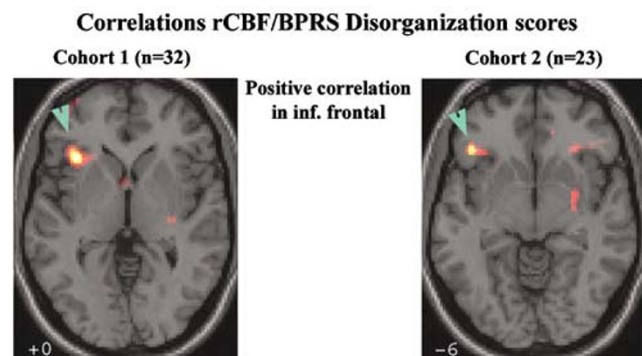 Correlations rCBF/BPRS Disorganization scores
Cohort 1 (n=32)
Cohort 2 (n=23)
Positive correlation
in inf. frontal
+0
-6